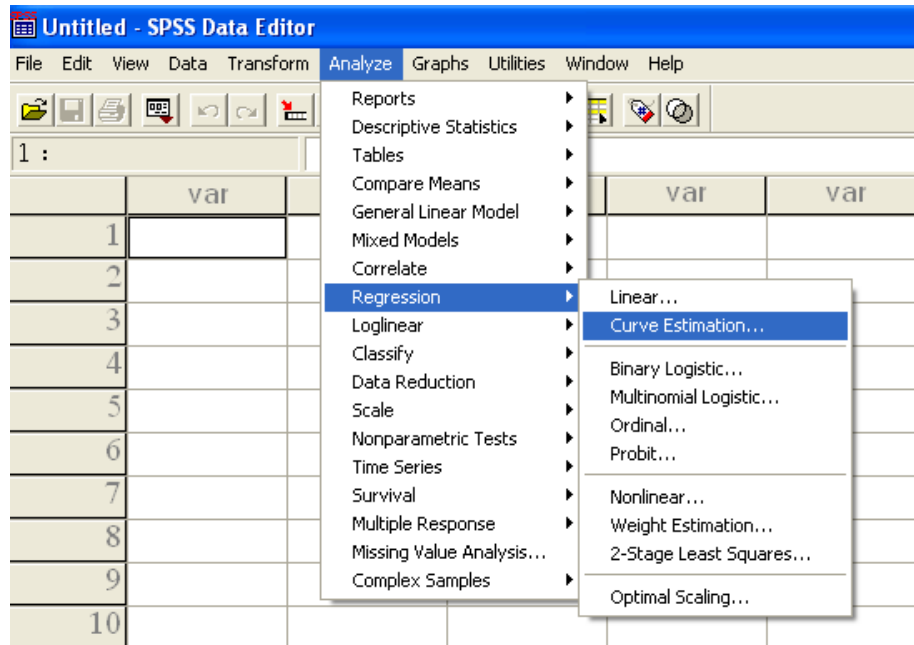 Untitled - SPSS Data Editor
File Edit View Data Transform Analyze Graphs Utilities Window Help
1 :
var var var
Reports
Descriptive Statistics
Tables
Compare Means
General Linear Model
Mixed Models
Correlate
Regression
Loglinear
Classify
Data Reduction
Scale
Nonparametric Tests
Time Series
Survival
Multiple Response
Missing Value Analysis...
Complex Samples
Linear...
Curve Estimation...
Binary Logistic...
Multinomial Logistic...
Ordinal...
Probit...
Nonlinear...
Weight Estimation...
2-Stage Least Squares...
Optimal Scaling...
1
2
3
4
5
6
7
8
9
10